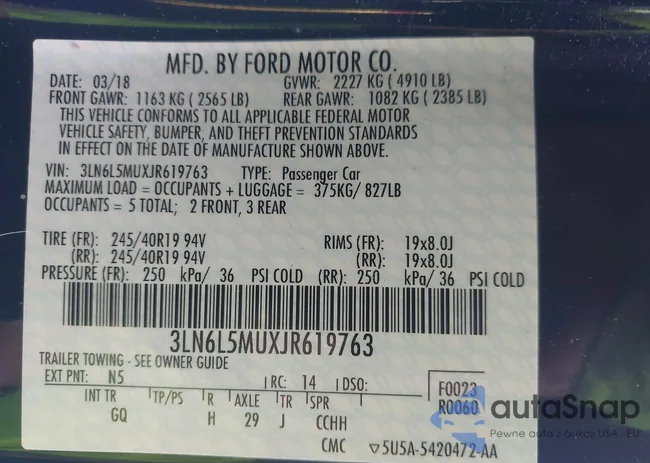 MFD. BY FORD MOTOR CO.
DATE: 03/18 GVWR: 2227 KG ( 4910 LB)
FRONT GAWR: 1163 KG ( 2565 LB) REAR GAWR: 1082 KG ( 2385 LB)
THIS VEHICLE CONFORMS TO ALL APPLICABLE FEDERAL MOTOR
VEHICLE SAFETY, BUMPER, AND THEFT PREVENTION STANDARDS
IN EFFECT ON THE DATE OF MANUFACTURE SHOWN ABOVE.
VIN: 3LN6L5MUXJR619763 TYPE: Passenger Car
MAXIMUM LOAD = OCCUPANTS + LUGGAGE = 375KG/ 827LB
OCCUPANTS = 5 TOTAL; 2 FRONT, 3 REAR
TIRE (FR): 245/40R19 94V RIMS (FR): 19x8.0J
(RR): 245/40R19 94V (RR): 19x8.0J
PRESSURE (FR): 250 kPa/ 36 PSI COLD (RR): 250 kPa/ 36 PSI COLD
3LN6L5MUXJR619763
TRAILER TOWING - SEE OWNER GUIDE
EXT PNT: N5 RC: 14 DSO: F0023
R0060
INT TR TP/PS R AXLE TR SPR
GQ H 29 J CCHH
CMC ▽5U5A-5420472-AA
autaSnap
Pewne auta z aukcji USA - EU